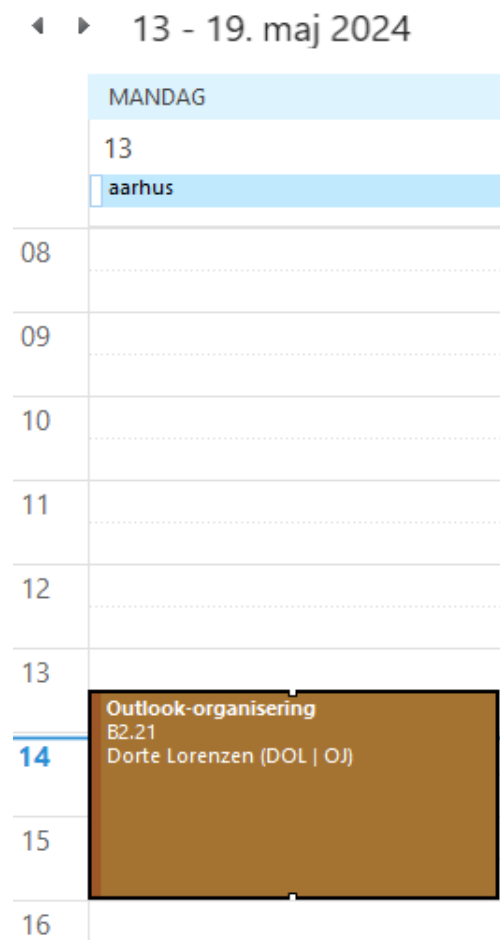 13 - 19. maj 2024
MANDAG
13
aarhus
08
09
10
11
12
13
Outlook-organisering
B2.21
Dorte Lorenzen (DOL | OJ)
14
15
16